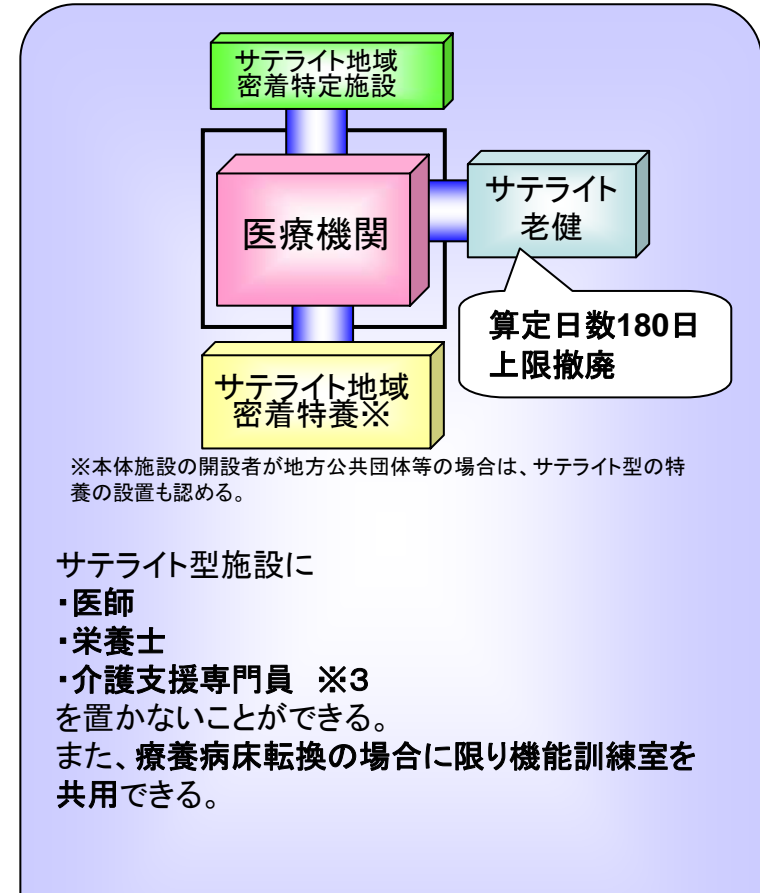 サテライト地域
密着特定施設
医療機関
サテライト
老健
算定日数180日
上限撤廃
サテライト地域
密着特養※
※本体施設の開設者が地方公共団体等の場合は、サテライト型の特
養の設置も認める。
サテライト型施設に
・医師
・栄養士
・介護支援専門員　※3
を置かないことができる。
また、療養病床転換の場合に限り機能訓練室を
共用できる。